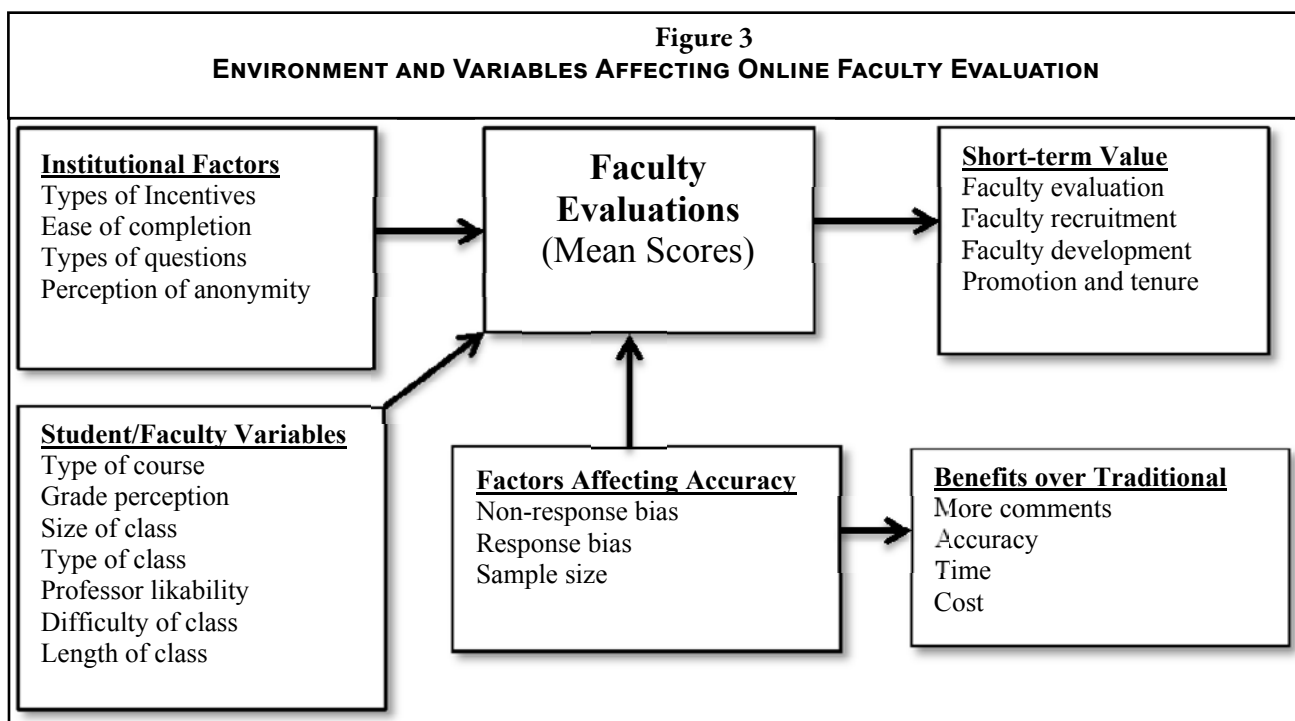 Figure 3
ENVIRONMENT AND VARIABLES AFFECTING ONLINE FACULTY EVALUATION
Institutional Factors
Types of Incentives
Ease of completion
Types of questions
Perception of anonymity
Faculty
Evaluations
(Mean Scores)
Short-term Value
Faculty evaluation
Faculty recruitment
Faculty development
Promotion and tenure
Student/Faculty Variables
Type of course
Grade perception
Size of class
Type of class
Professor likability
Difficulty of class
Length of class
Factors Affecting Accuracy
Non-response bias
Response bias
Sample size
Benefits over Traditional
More comments
Accuracy
Time
Cost